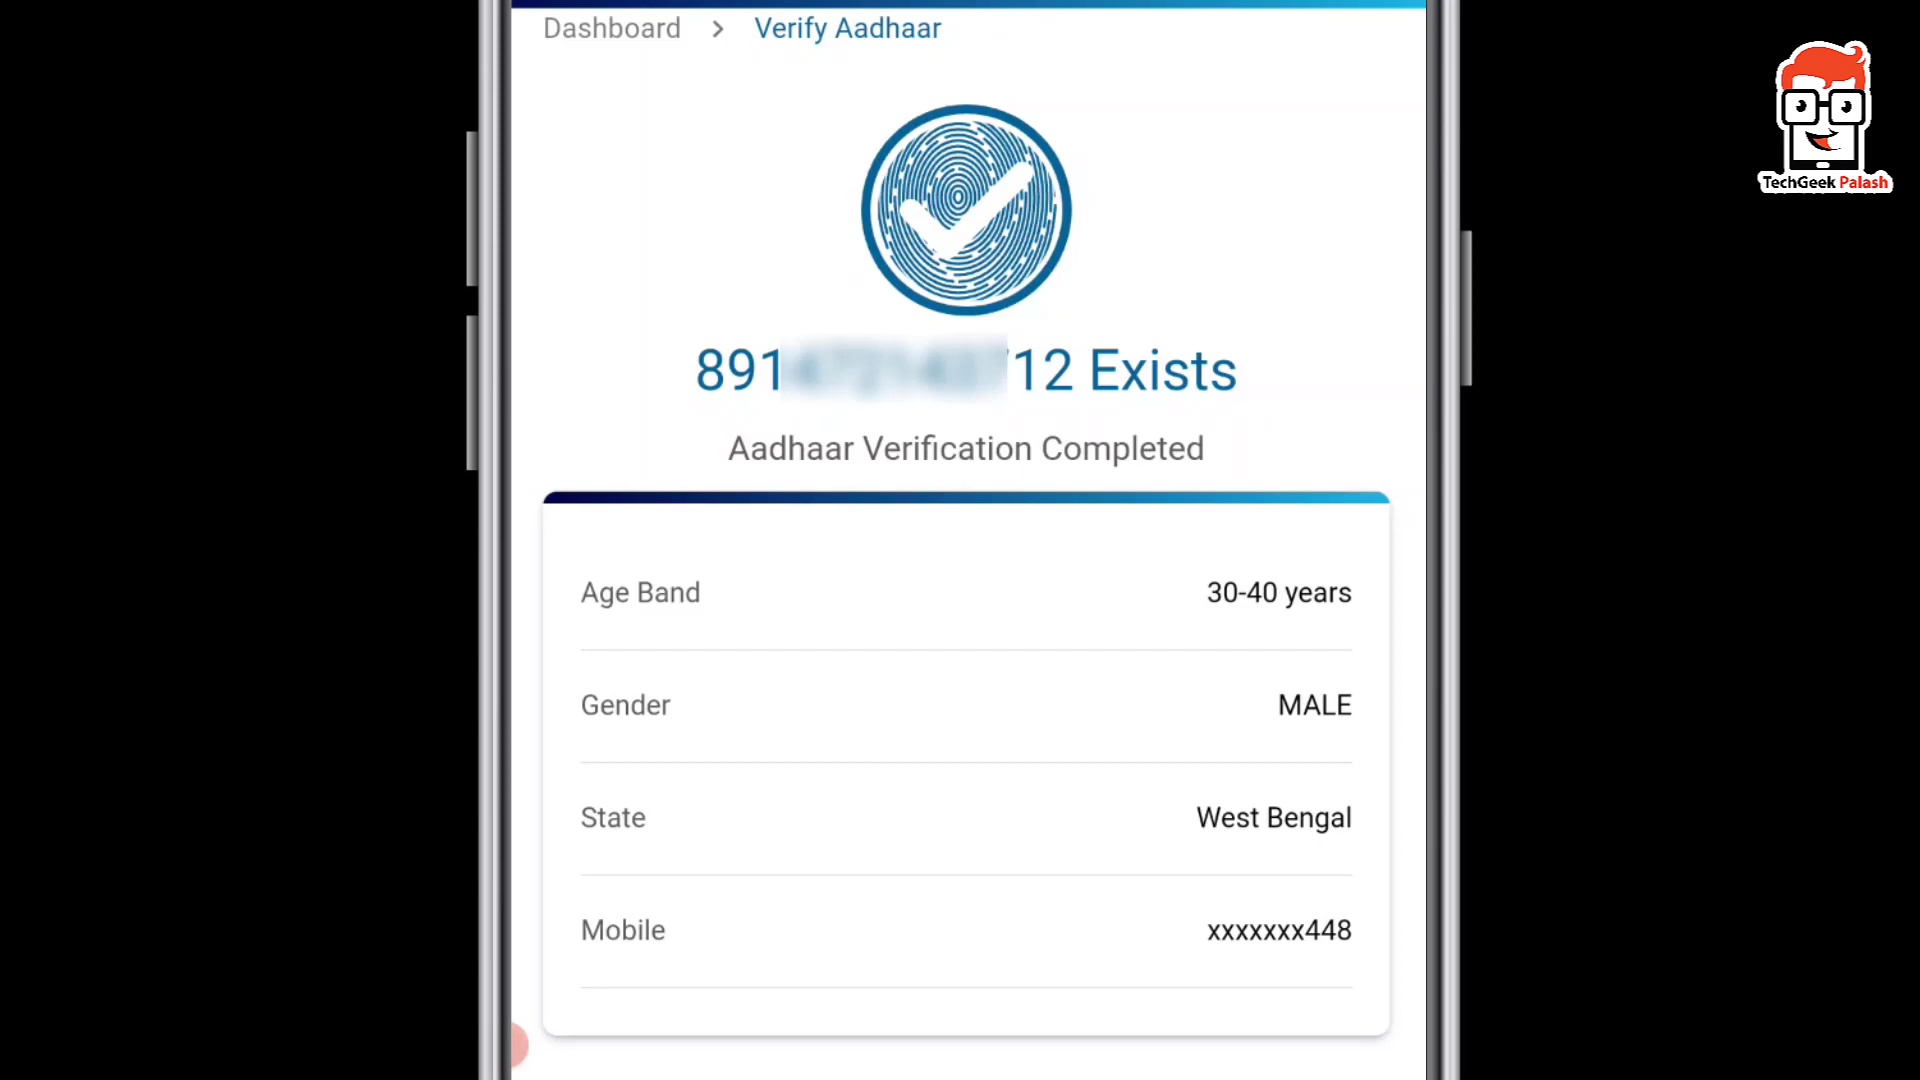 Dashboard > Verify Aadhaar
TechGeek Palash
891 12 Exists
Aadhaar Verification Completed
Age Band 30-40 years
Gender MALE
State West Bengal
Mobile xxxxxxx448